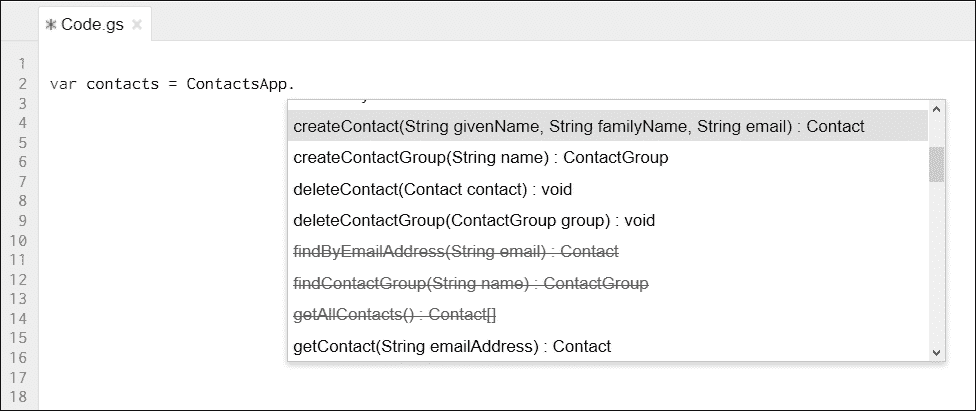 * Code.gs ×
1
2 var contacts = ContactsApp.
3
4 createContact(String givenName, String familyName, String email) : Contact
5
6 createContactGroup(String name) : ContactGroup
7
8 deleteContact(Contact contact) : void
9 deleteContactGroup(ContactGroup group) : void
10
11 findByEmailAddress(String email) : Contact
12
13 findContactGroup(String name) : ContactGroup
14 getAllContacts() : Contact[]
15
16 getContact(String emailAddress) : Contact
17
18